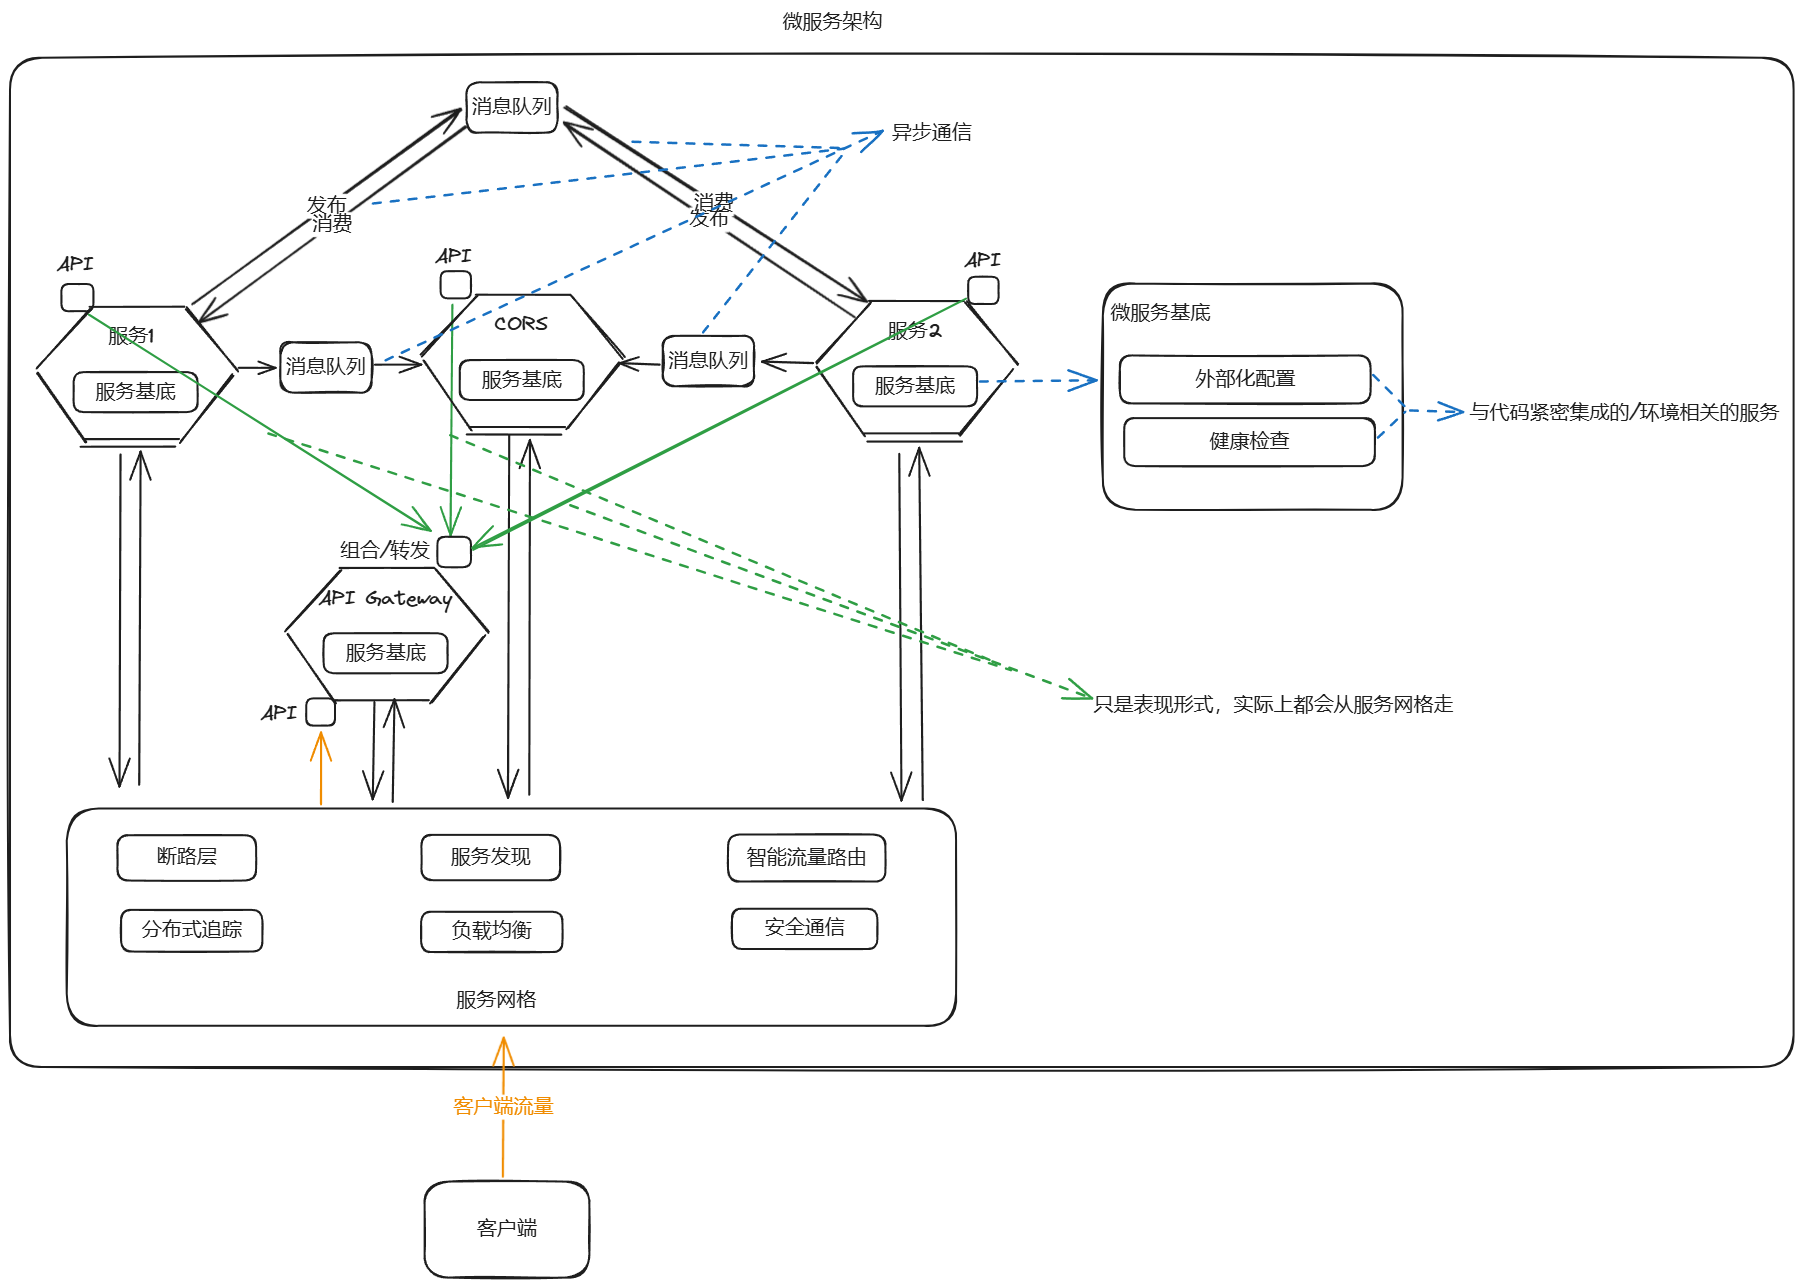 微服务架构
消息队列
异步通信
发布
消费
消费
发布
API
API
API
服务1
CORS
服务2
微服务基底
消息队列
消息队列
服务基底
服务基底
服务基底
外部化配置
健康检查
与代码紧密集成的/环境相关的服务
组合/转发
API Gateway
服务基底
API
只是表现形式，实际上都会从服务网格走
断路层
服务发现
智能流量路由
分布式追踪
负载均衡
安全通信
服务网格
客户端流量
客户端